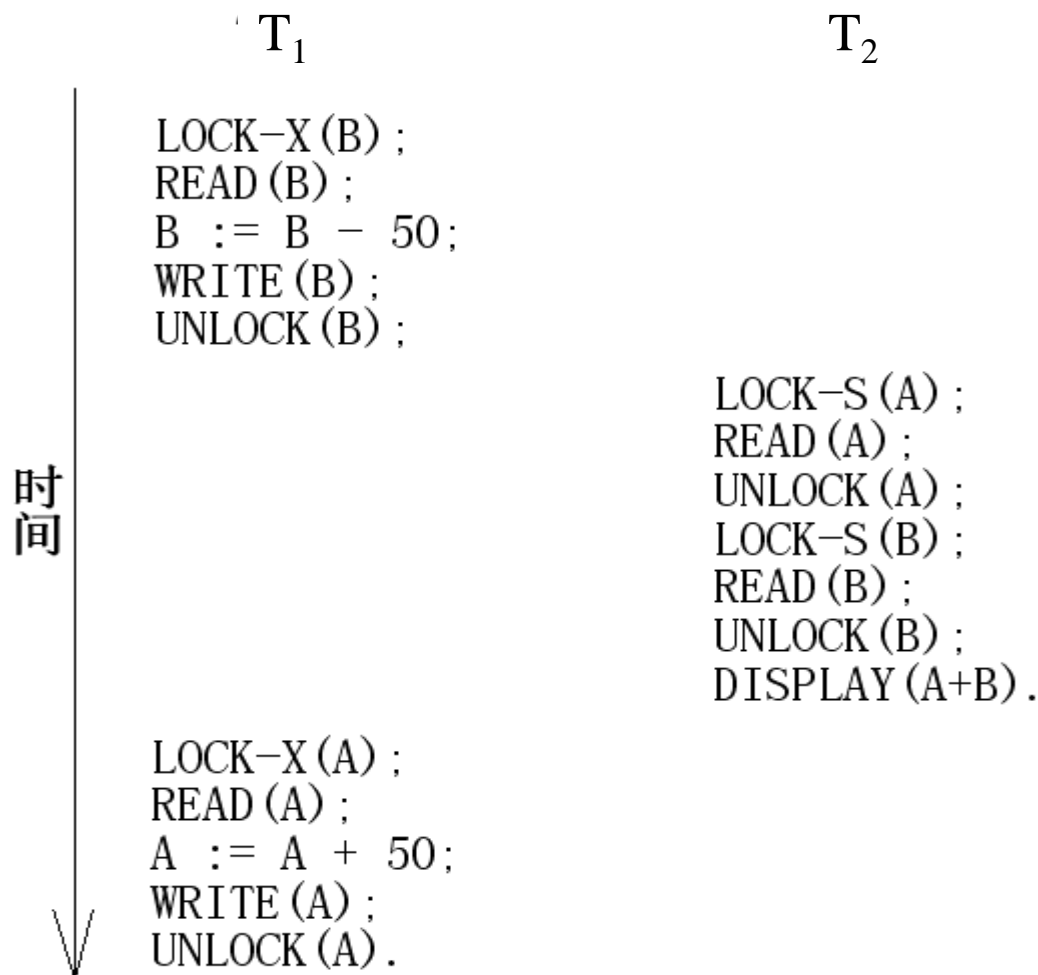 T₁ T₂
LOCK-X(B);
READ(B);
B := B - 50;
WRITE(B);
UNLOCK(B);
LOCK-S(A);
READ(A);
UNLOCK(A);
LOCK-S(B);
READ(B);
UNLOCK(B);
DISPLAY(A+B).
时
间
LOCK-X(A);
READ(A);
A := A + 50;
WRITE(A);
UNLOCK(A).